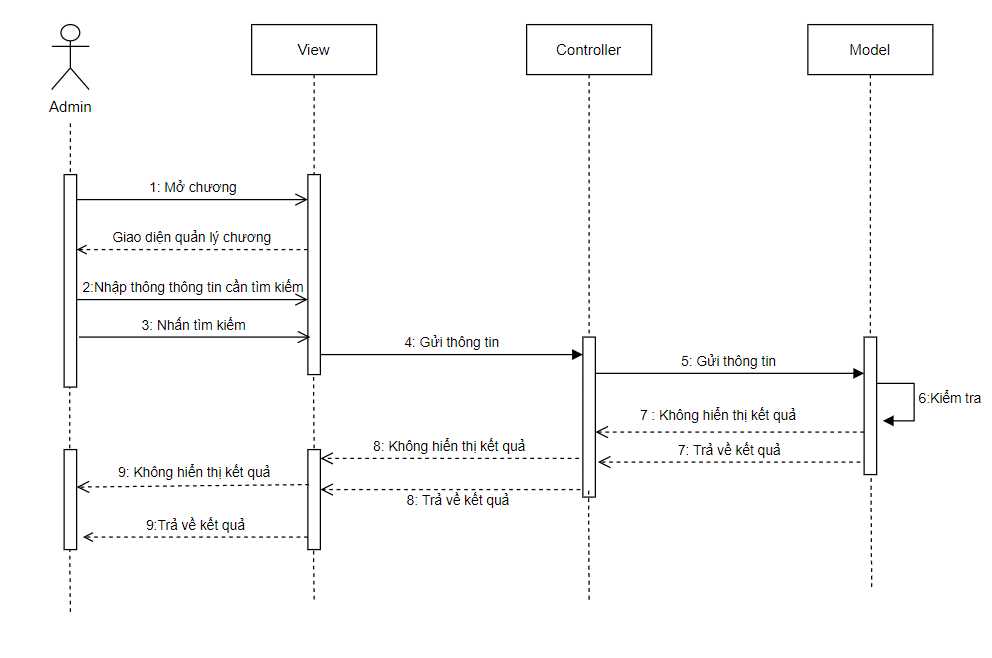 View
Controller
Model
Admin
1: Mở chương
Giao diện quản lý chương
2:Nhập thông thông tin cần tìm kiếm
3: Nhấn tìm kiếm
4: Gửi thông tin
5: Gửi thông tin
6:Kiểm tra
7 : Không hiển thị kết quả
8: Không hiển thị kết quả
7: Trả về kết quả
9: Không hiển thị kết quả
8: Trả về kết quả
9:Trả về kết quả